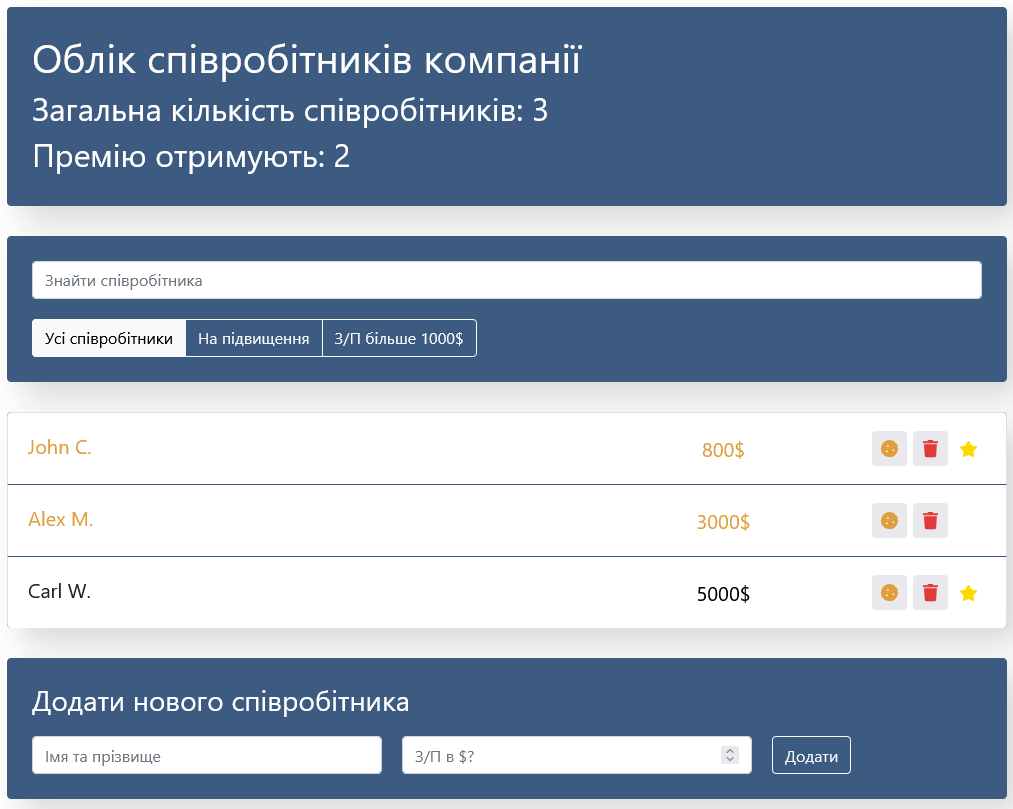 Облік співробітників компанії
Загальна кількість співробітників: 3
Премію отримують: 2
Знайти співробітника
Усі співробітники На підвищення З/П більше 1000$
John C. 800$
Alex M. 3000$
Carl W. 5000$
Додати нового співробітника
Імя та прізвище З/П в $? Додати